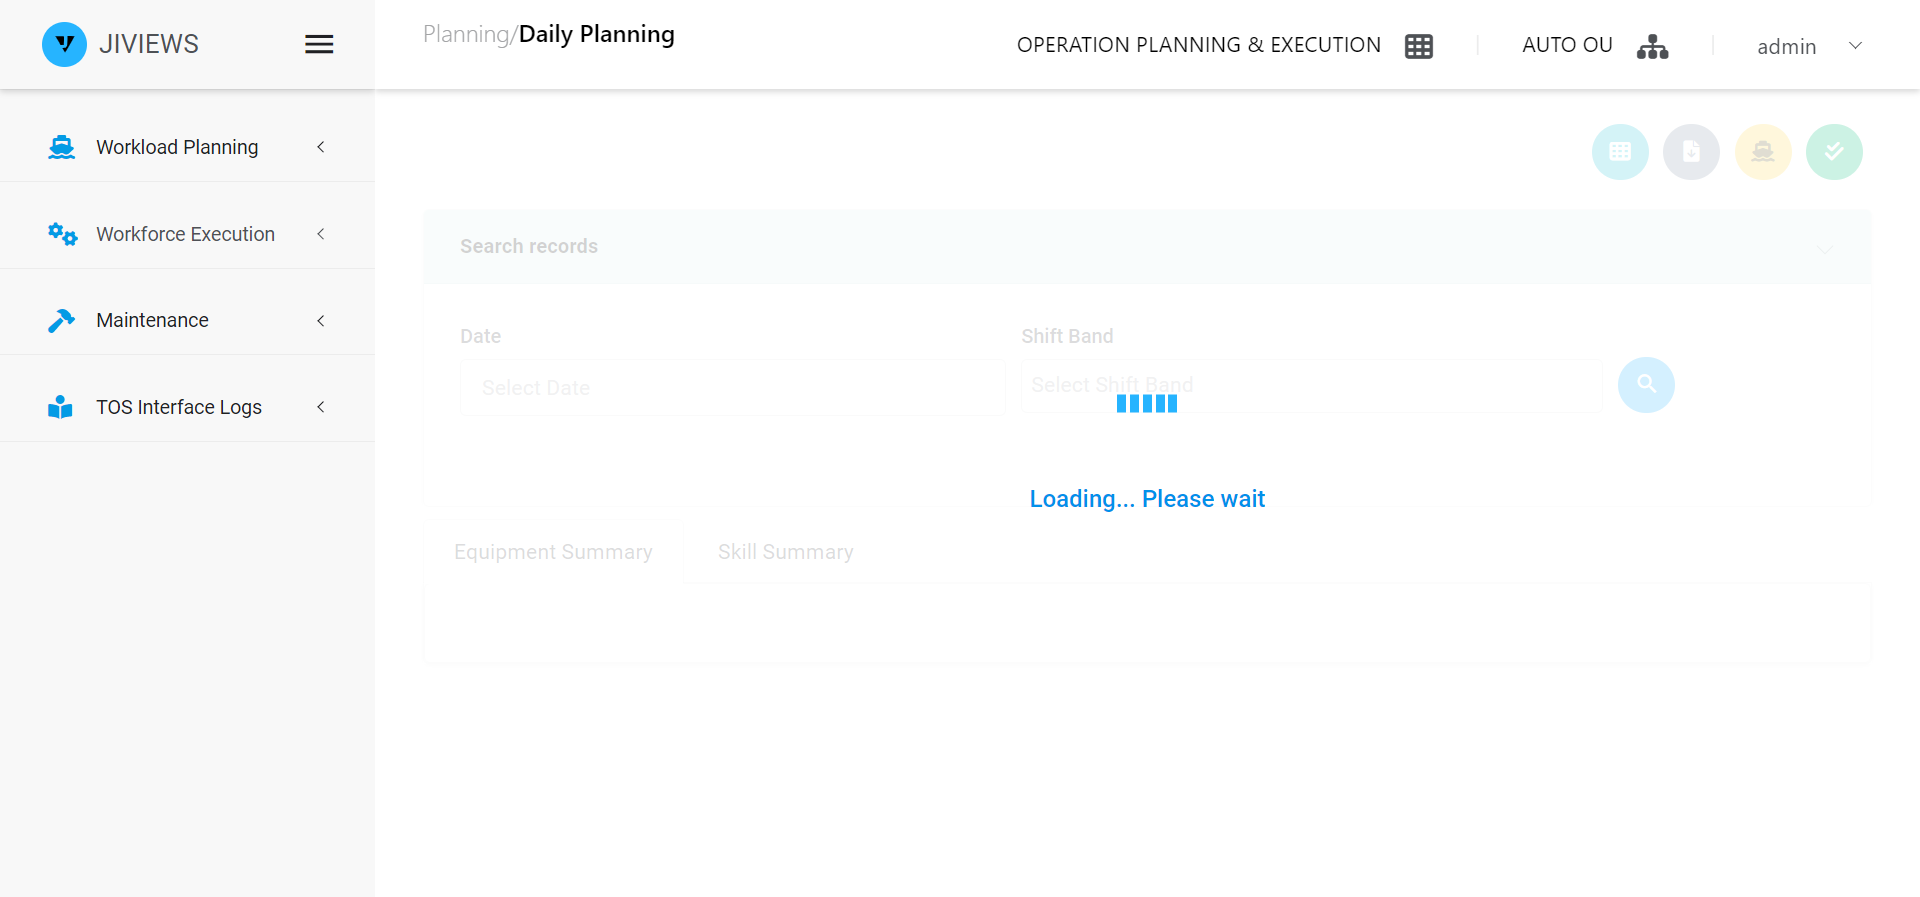 JIVIEWS
Planning/Daily Planning
OPERATION PLANNING & EXECUTION
AUTO OU
admin
Workload Planning
Workforce Execution
Maintenance
TOS Interface Logs
Search records
Date
Shift Band
Select Date
Select Shift Band
Loading... Please wait
Equipment Summary
Skill Summary